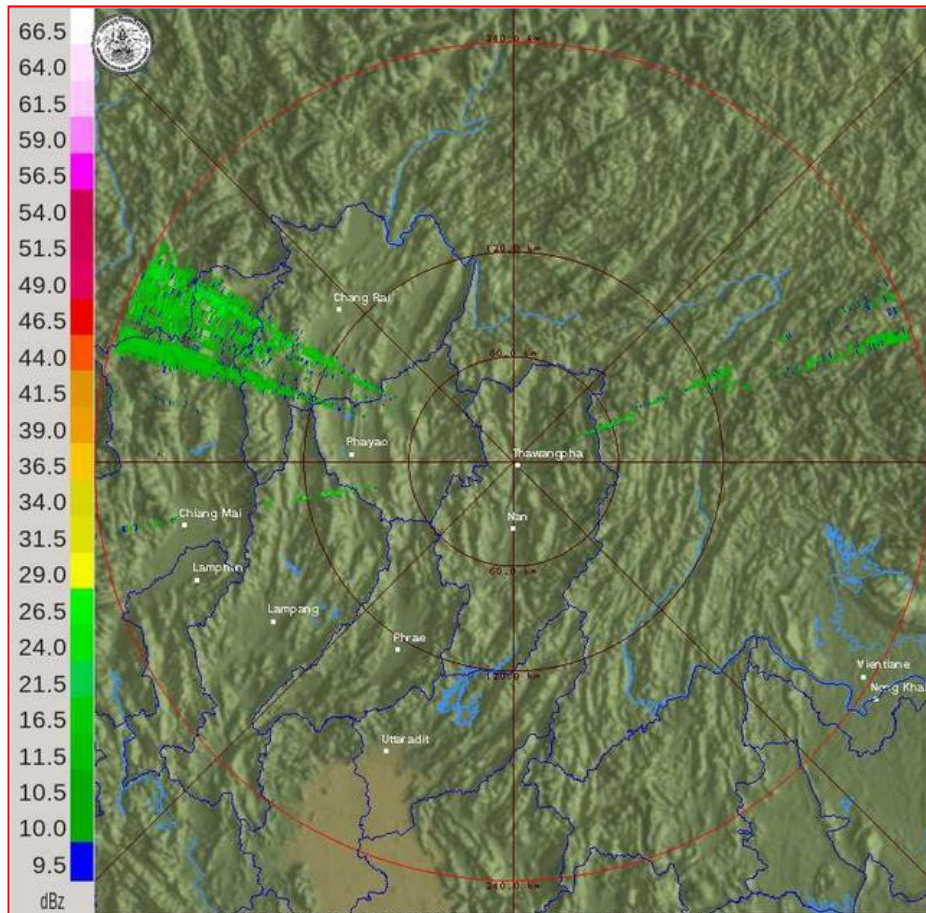 66.5
64.0
61.5
59.0
56.5
54.0
51.5
49.0
46.5
44.0
41.5
39.0
36.5
34.0
31.5
29.0
26.5
24.0
21.5
16.5
11.5
10.5
10.0
9.5
dBz
240.0 km
120.0 km
Chang Rai
60.0 km
Phayao
Thawangpha
Chiang Mai
Nan
60.0 km
Lamphun
Lampang
Phrae
Vientiane
120.0 km
Nong Khai
Uttaradit
240.0 km